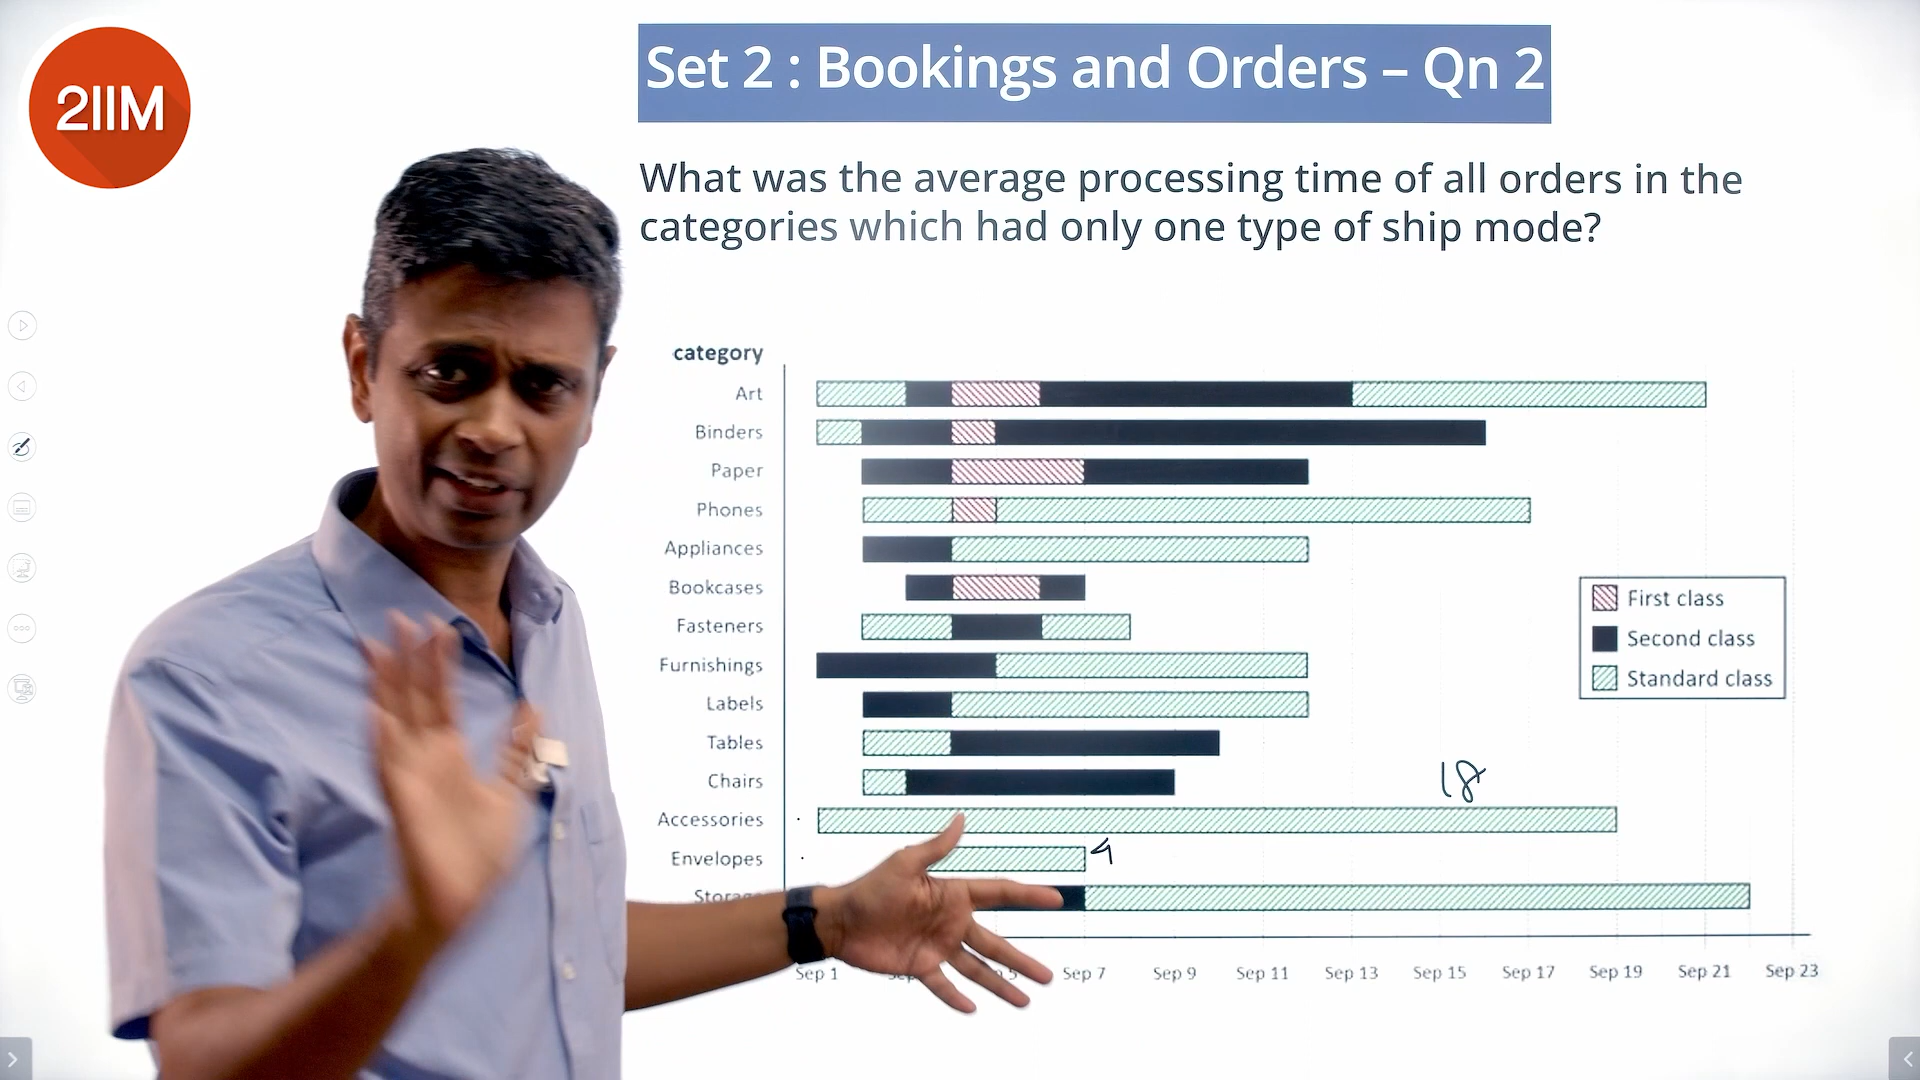 2IIM
Set 2 : Bookings and Orders – Qn 2
What was the average processing time of all orders in the
categories which had only one type of ship mode?
category
Art
Binders
Paper
Phones
Appliances
Bookcases
Fasteners
Furnishings
Labels
Tables
Chairs
Accessories
Envelopes
18
4
First class
Second class
Standard class
Sep 1
Sep 7
Sep 9
Sep 11
Sep 13
Sep 15
Sep 17
Sep 19
Sep 21
Sep 23